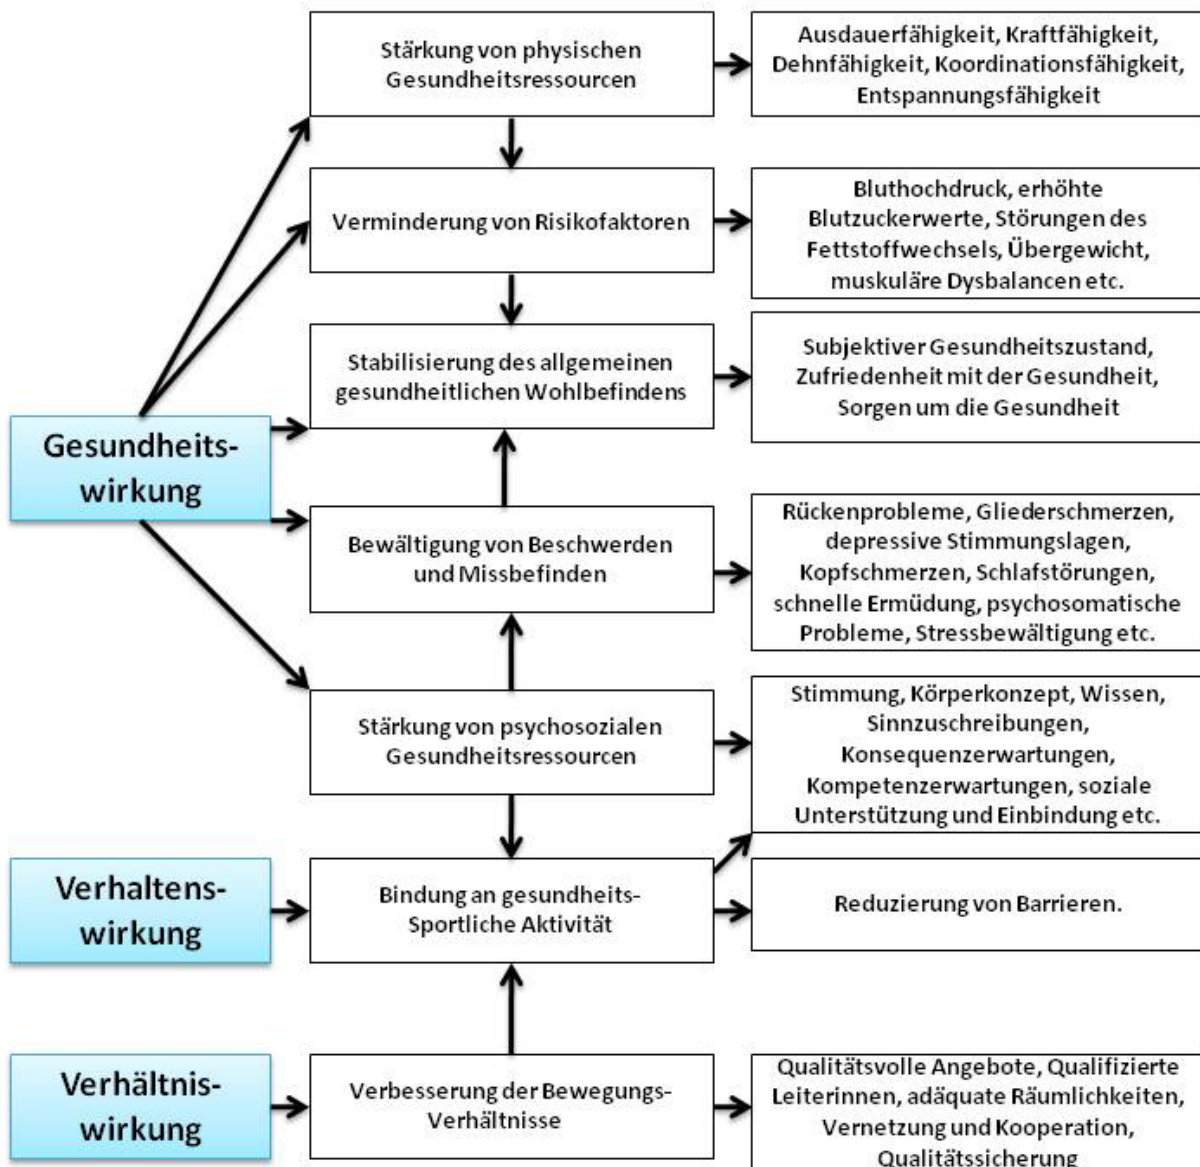 Stärkung von physischen
Gesundheitsressourcen
Ausdauerfähigkeit, Kraftfähigkeit,
Dehnfähigkeit, Koordinationsfähigkeit,
Entspannungsfähigkeit
Verminderung von Risikofaktoren
Bluthochdruck, erhöhte
Blutzuckerwerte, Störungen des
Fettstoffwechsels, Übergewicht,
muskuläre Dysbalancen etc.
Stabilisierung des allgemeinen
gesundheitlichen Wohlbefindens
Subjektiver Gesundheitszustand,
Zufriedenheit mit der Gesundheit,
Sorgen um die Gesundheit
Gesundheits-
wirkung
Bewältigung von Beschwerden
und Missbefinden
Rückenprobleme, Gliederschmerzen,
depressive Stimmungslagen,
Kopfschmerzen, Schlafstörungen,
schnelle Ermüdung, psychosomatische
Probleme, Stressbewältigung etc.
Stärkung von psychosozialen
Gesundheitsressourcen
Stimmung, Körperkonzept, Wissen,
Sinnzuschreibungen,
Konsequenzerwartungen,
Kompetenzerwartungen, soziale
Unterstützung und Einbindung etc.
Verhaltens-
wirkung
Bindung an gesundheits-
Sportliche Aktivität
Reduzierung von Barrieren.
Verhältnis-
wirkung
Verbesserung der Bewegungs-
Verhältnisse
Qualitätsvolle Angebote, Qualifizierte
Leiterinnen, adäquate Räumlichkeiten,
Vernetzung und Kooperation,
Qualitätssicherung